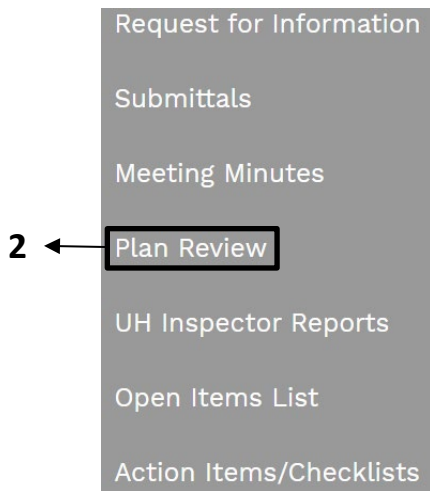 Request for Information
Submittals
Meeting Minutes
2
Plan Review
UH Inspector Reports
Open Items List
Action Items/Checklists